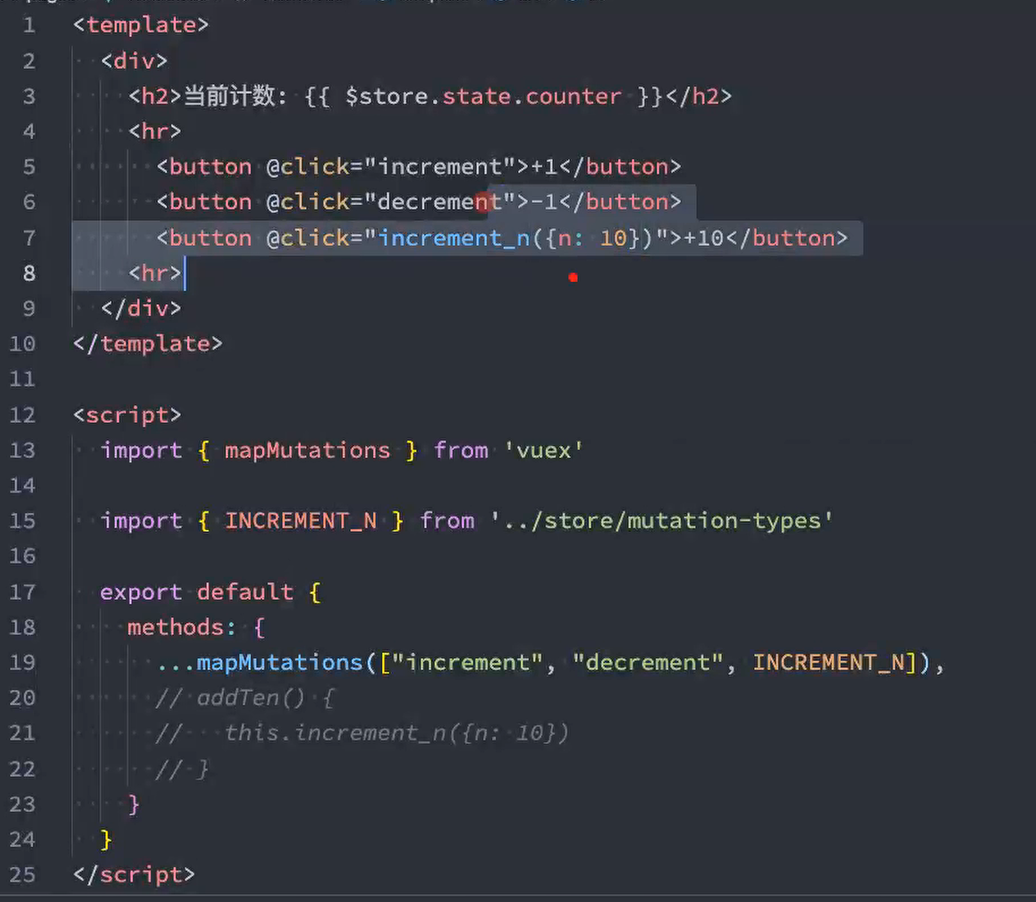 1 <template>
2 <div>
3 <h2>当前计数: {{ $store.state.counter }}</h2>
4 <hr>
5 <button @click="increment">+1</button>
6 <button @click="decrement">-1</button>
7 <button @click="increment_n({n: 10})">+10</button>
8 <hr>
9 </div>
10 </template>
11
12 <script>
13 import { mapMutations } from 'vuex'
14
15 import { INCREMENT_N } from '../store/mutation-types'
16
17 export default {
18 methods: {
19 ...mapMutations(["increment", "decrement", INCREMENT_N]),
20 // addTen() {
21 // this.increment_n({n: 10})
22 // }
23 }
24 }
25 </script>